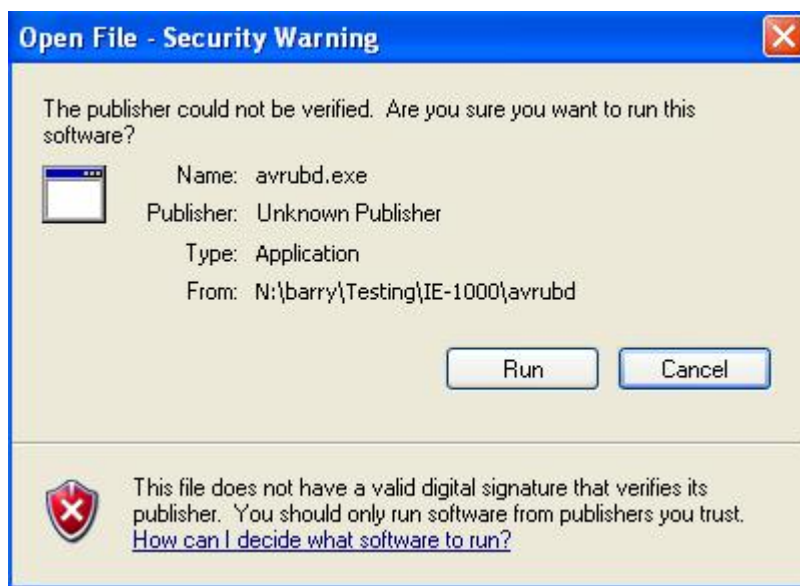 Open File - Security Warning
The publisher could not be verified.  Are you sure you want to run this
software?
Name: avrubd.exe
Publisher: Unknown Publisher
Type: Application
From: N:\barry\Testing\IE-1000\avrubd
Run Cancel
This file does not have a valid digital signature that verifies its
publisher.  You should only run software from publishers you trust.
How can I decide what software to run?